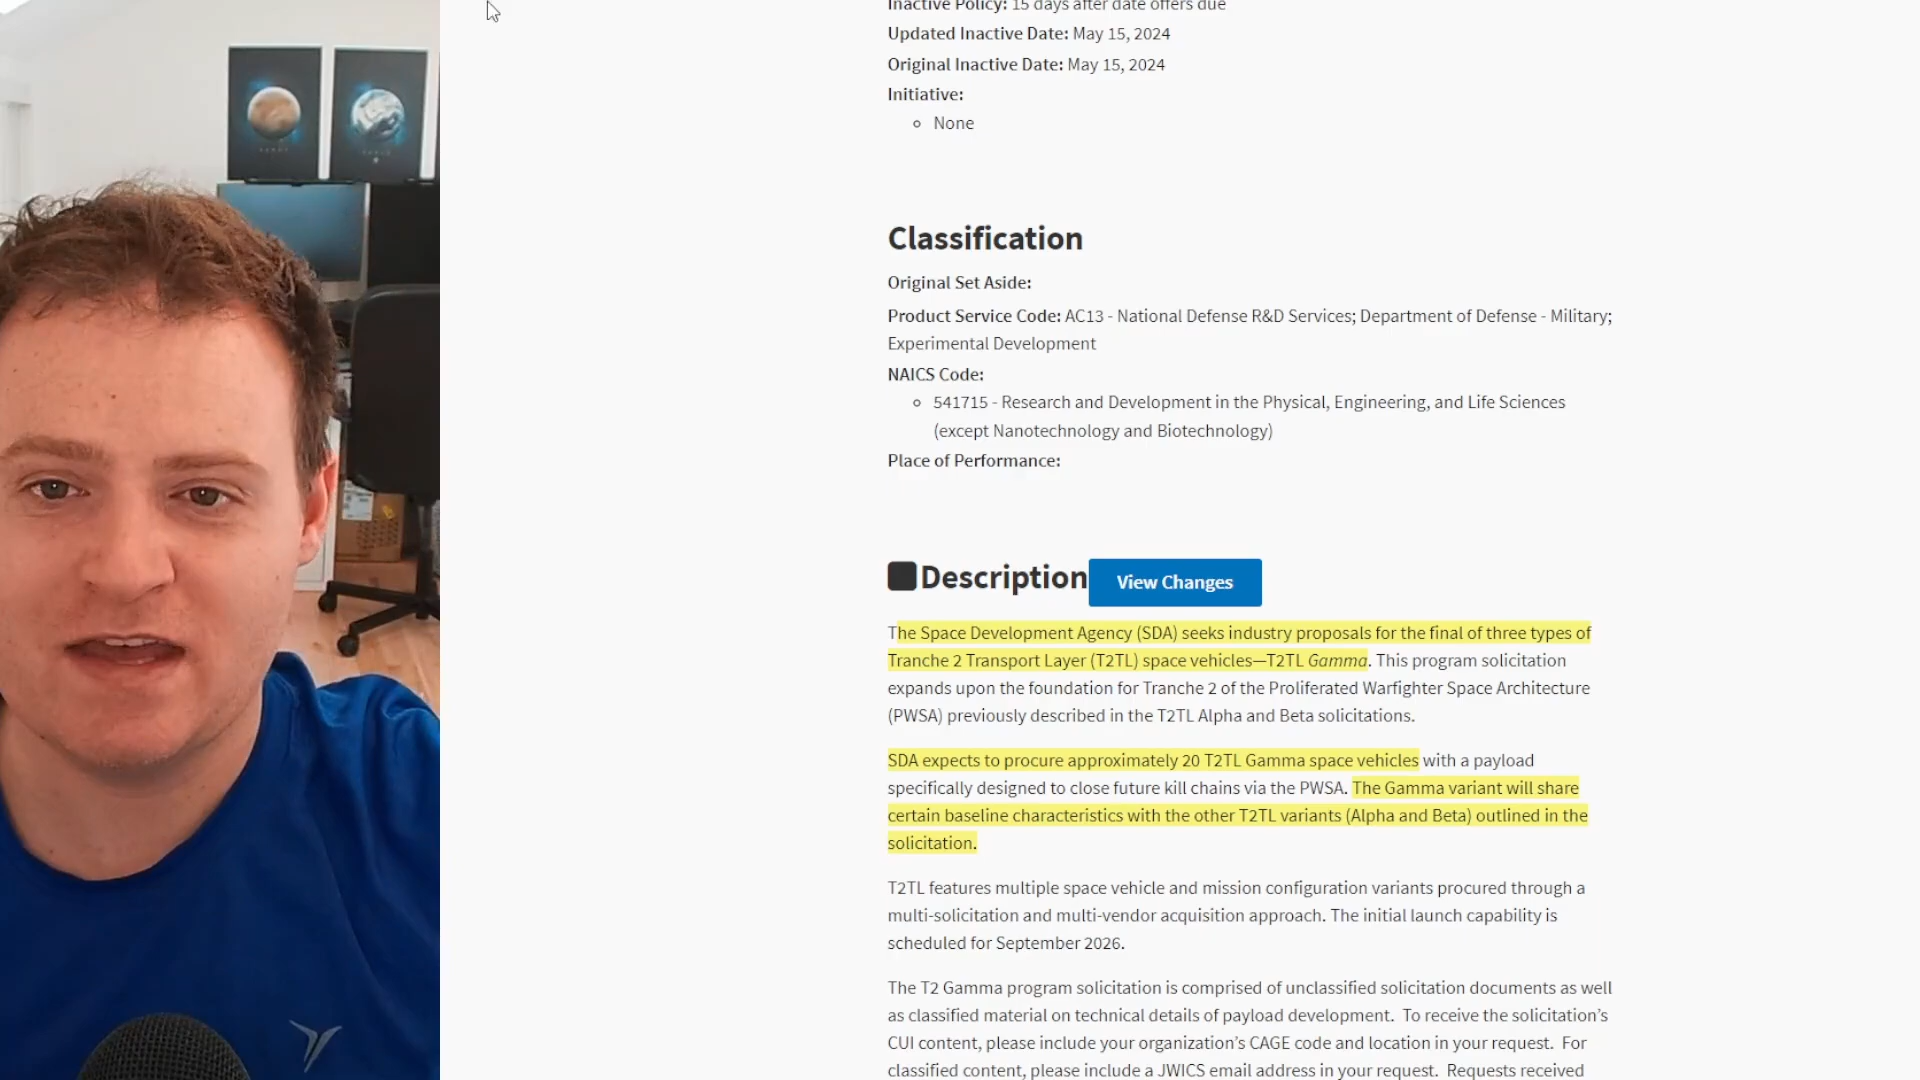 Inactive Policy: 15 days after date offers due
Updated Inactive Date: May 15, 2024
Original Inactive Date: May 15, 2024
Initiative:
None
Classification
Original Set Aside:
Product Service Code: AC13 - National Defense R&D Services; Department of Defense - Military;
Experimental Development
NAICS Code:
541715 - Research and Development in the Physical, Engineering, and Life Sciences
(except Nanotechnology and Biotechnology)
Place of Performance:
Description
View Changes
The Space Development Agency (SDA) seeks industry proposals for the final of three types of
Tranche 2 Transport Layer (T2TL) space vehicles—T2TL Gamma. This program solicitation
expands upon the foundation for Tranche 2 of the Proliferated Warfighter Space Architecture
(PWSA) previously described in the T2TL Alpha and Beta solicitations.
SDA expects to procure approximately 20 T2TL Gamma space vehicles with a payload
specifically designed to close future kill chains via the PWSA. The Gamma variant will share
certain baseline characteristics with the other T2TL variants (Alpha and Beta) outlined in the
solicitation.
T2TL features multiple space vehicle and mission configuration variants procured through a
multi-solicitation and multi-vendor acquisition approach. The initial launch capability is
scheduled for September 2026.
The T2 Gamma program solicitation is comprised of unclassified solicitation documents as well
as classified material on technical details of payload development.  To receive the solicitation’s
CUI content, please include your organization’s CAGE code and location in your request.  For
classified content, please include a JWICS email address in your request.  Requests received